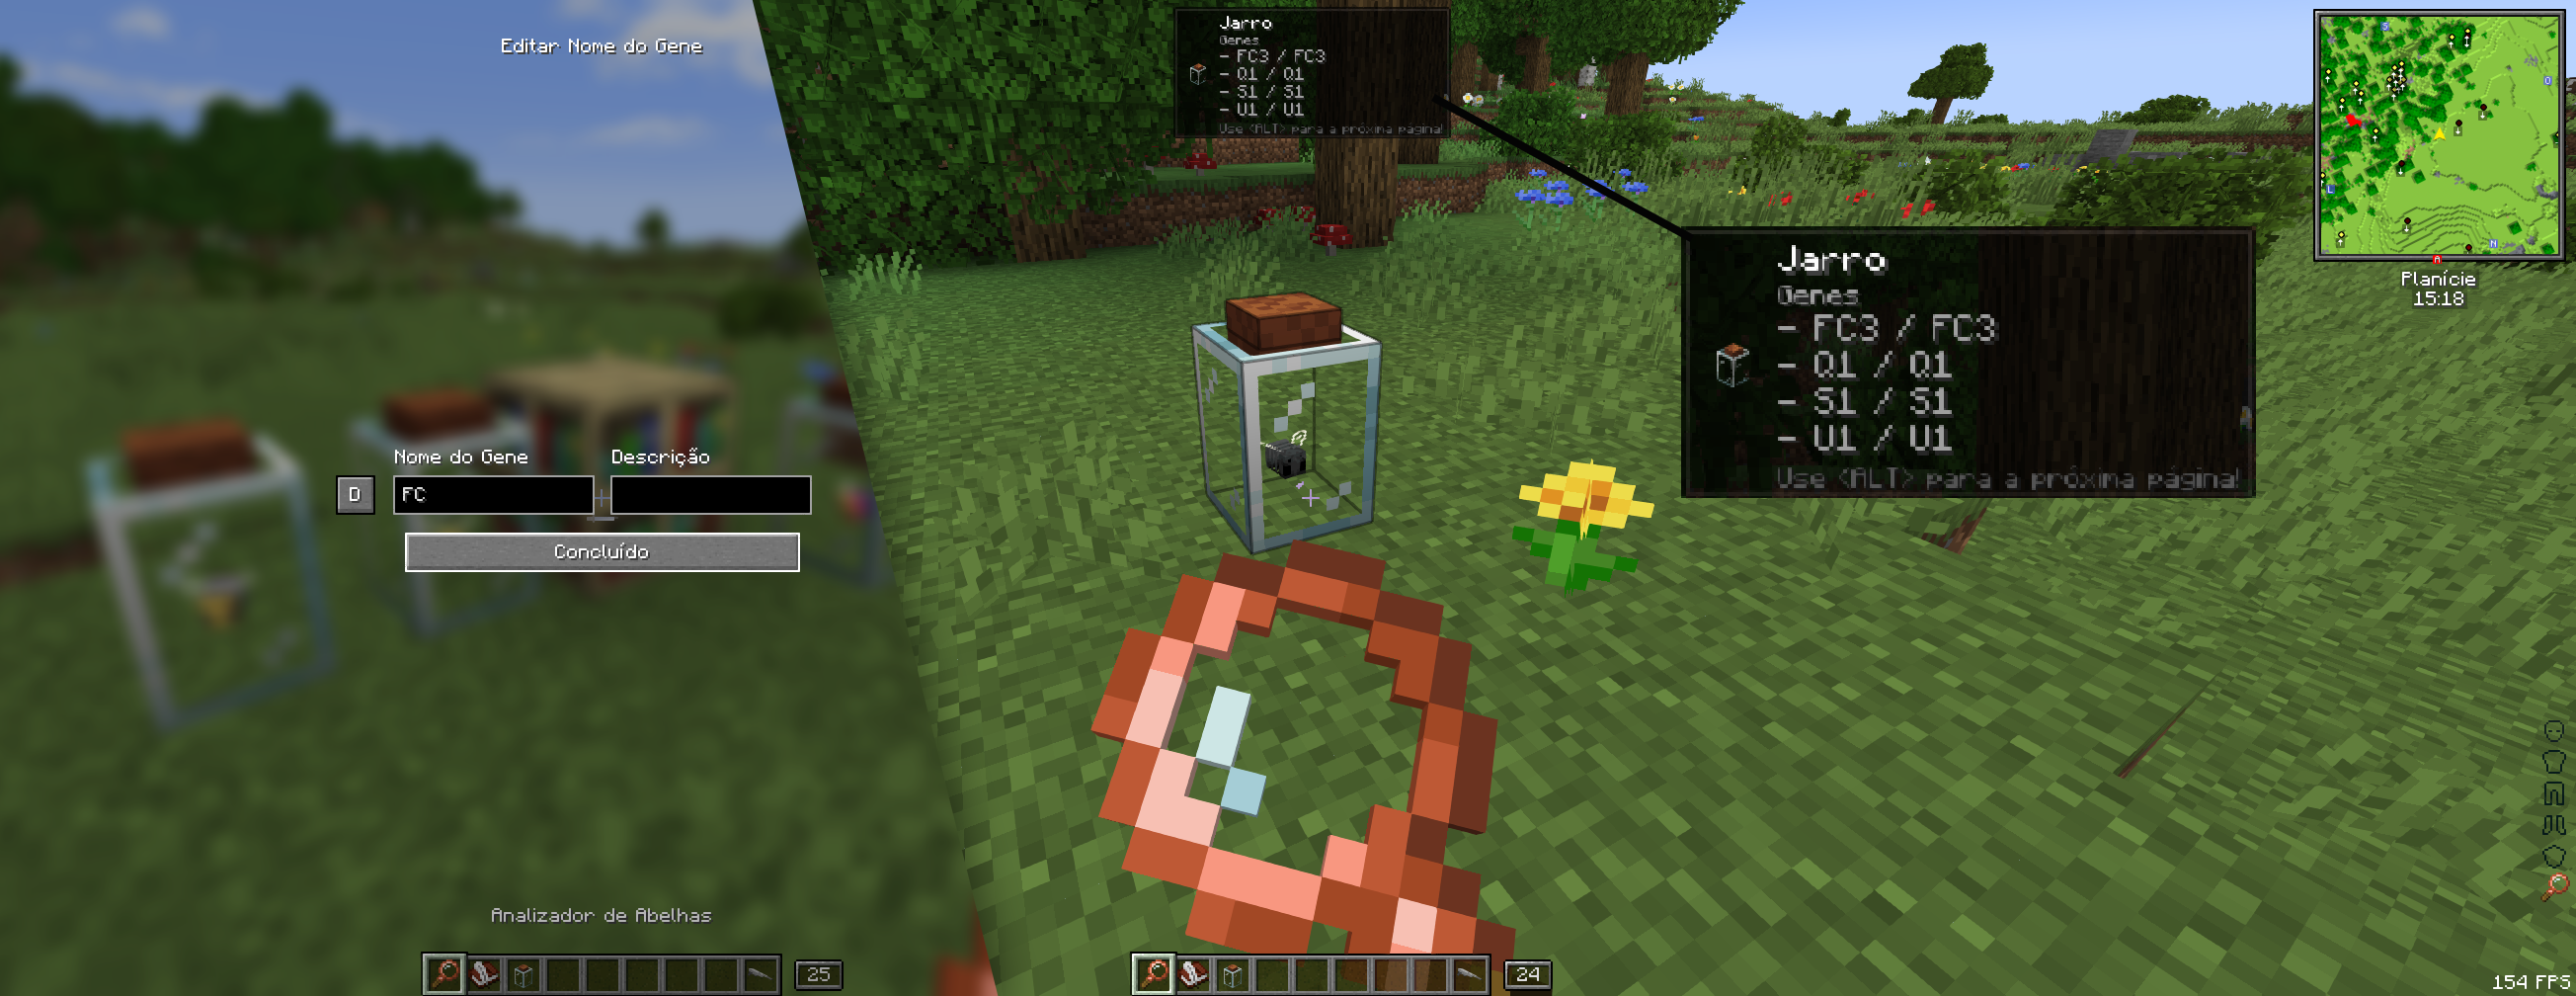 Editar Nome do Gene
Nome do Gene
Descrição
D
FC
Concluído
Analizador de Abelhas
25
Jarro
Genes
- FC3 / FC3
- Q1 / Q1
- S1 / S1
- U1 / U1
Use <ALT> para a próxima página!
Jarro
Genes
- FC3 / FC3
- Q1 / Q1
- S1 / S1
- U1 / U1
Use <ALT> para a próxima página!
24
S
O
L
N
Planície
15:18
154 FPS